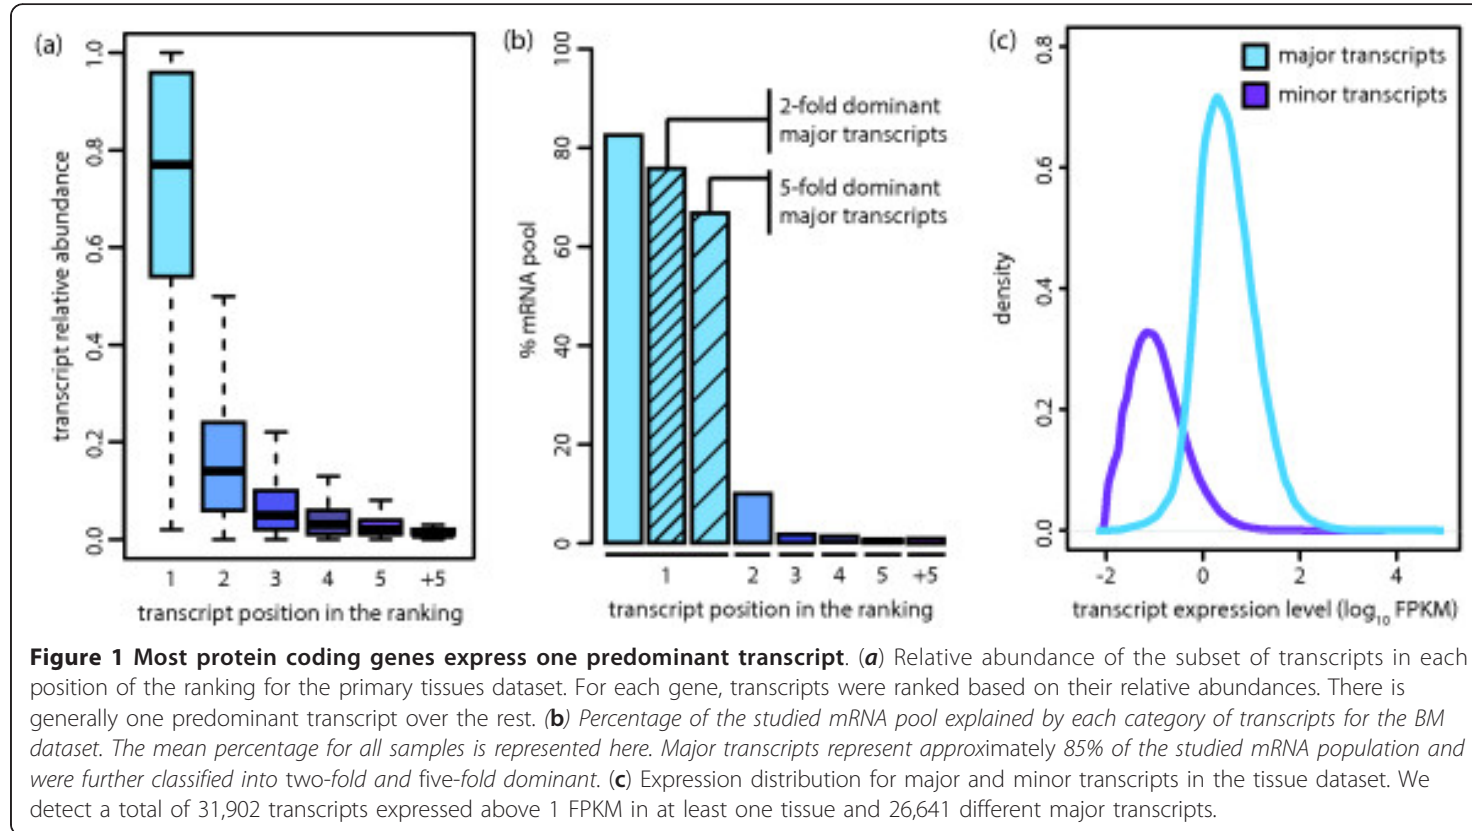 (a)
1.0
0.8
0.6
0.4
0.2
0.0
transcript relative abundance
1 2 3 4 5 +5
transcript position in the ranking
(b)
100
80
60
40
20
0
% mRNA pool
2-fold dominant
major transcripts
5-fold dominant
major transcripts
1 2 3 4 5 +5
transcript position in the ranking
(c)
0.8
0.6
0.4
0.2
0.0
density
major transcripts
minor transcripts
-2 0 2 4
transcript expression level (log10 FPKM)
Figure 1 Most protein coding genes express one predominant transcript. (a) Relative abundance of the subset of transcripts in each
position of the ranking for the primary tissues dataset. For each gene, transcripts were ranked based on their relative abundances. There is
generally one predominant transcript over the rest. (b) Percentage of the studied mRNA pool explained by each category of transcripts for the BM
dataset. The mean percentage for all samples is represented here. Major transcripts represent approximately 85% of the studied mRNA population and
were further classified into two-fold and five-fold dominant. (c) Expression distribution for major and minor transcripts in the tissue dataset. We
detect a total of 31,902 transcripts expressed above 1 FPKM in at least one tissue and 26,641 different major transcripts.